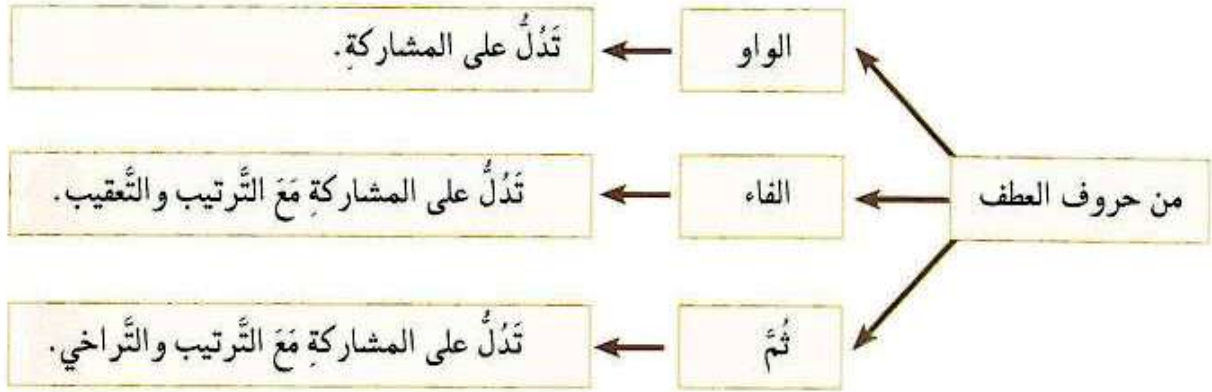 من حروف العطف
الواو
تَدُلُّ على المشاركةِ.
الفاء
تَدُلُّ على المشاركةِ مَعَ التَّرتيب والتَّعقيب.
ثُمَّ
تَدُلُّ على المشاركةِ مَعَ التَّرتيب والتَّراخي.